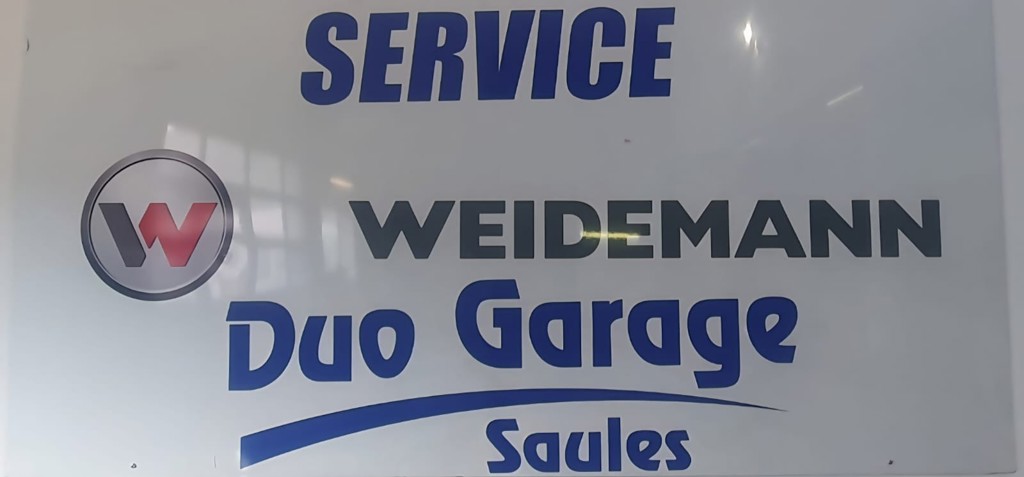 SERVICE
W WEIDEMANN
Duo Garage
Saules